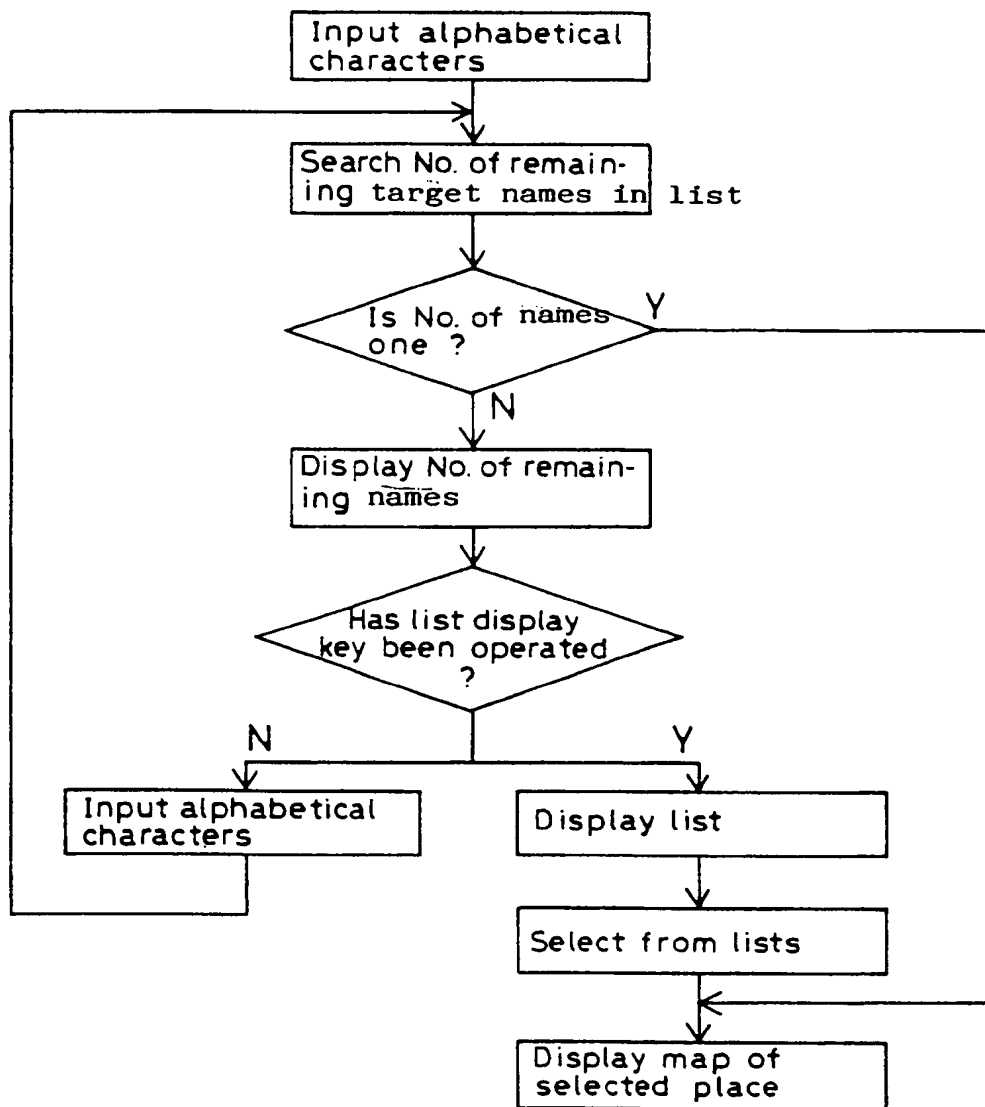 Input alphabetical
characters
Search No. of remain-
ing target names in list
Is No. of names
one ?
Y
N
Display No. of remain-
ing names
Has list display
key been operated
?
N
Y
Input alphabetical
characters
Display list
Select from lists
Display map of
selected place